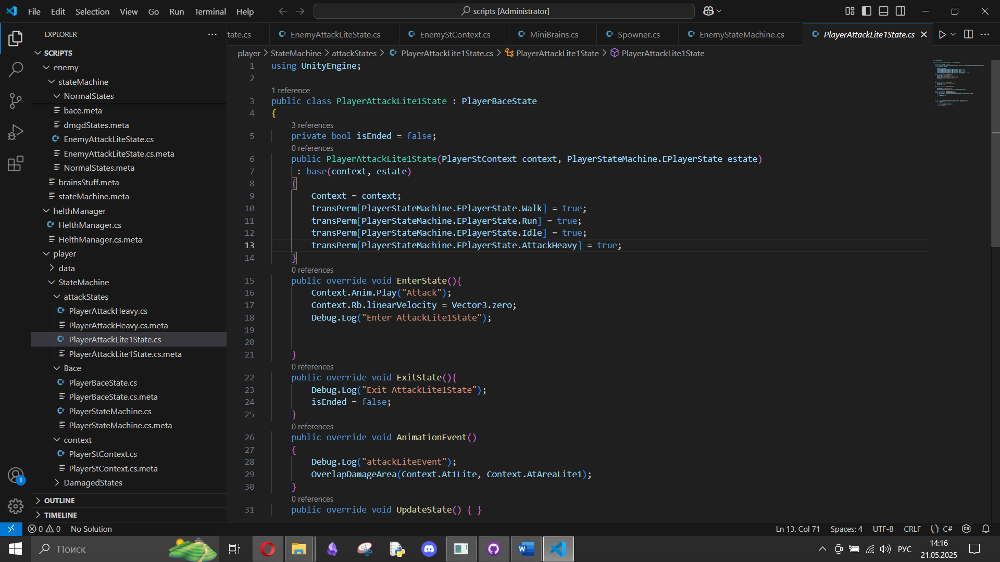 File Edit Selection View Go Run Terminal Help
scripts [Administrator]
EXPLORER
tate.cs EnemyAttackLiteState.cs EnemyStContext.cs MiniBrains.cs Spowner.cs EnemyStateMachine.cs PlayerAttackLite1State.cs
player > StateMachine > attackStates > PlayerAttackLite1State.cs > PlayerAttackLite1State > PlayerAttackLite1State
SCRIPTS
enemy
stateMachine
NormalStates
bace.meta
dmgdStates.meta
EnemyAttackLiteState.cs
EnemyAttackLiteState.cs.meta
NormalStates.meta
brainsStuff.meta
stateMachine.meta
helthManager
HelthManager.cs
HelthManager.cs.meta
player
data
StateMachine
attackStates
PlayerAttackHeavy.cs
PlayerAttackHeavy.cs.meta
PlayerAttackLite1State.cs
PlayerAttackLite1State.cs.meta
Bace
PlayerBaceState.cs
PlayerBaceState.cs.meta
PlayerStateMachine.cs
PlayerStateMachine.cs.meta
context
PlayerStContext.cs
PlayerStContext.cs.meta
DamagedStates
OUTLINE
TIMELINE
1 using UnityEngine;
2
1 reference
3 public class PlayerAttackLite1State : PlayerBaceState
4 {
3 references
5 private bool isEnded = false;
0 references
6 public PlayerAttackLite1State(PlayerStContext context, PlayerStateMachine.EPlayerState estate)
7 : base(context, estate)
8 {
9 Context = context;
10 transPerm[PlayerStateMachine.EPlayerState.Walk] = true;
11 transPerm[PlayerStateMachine.EPlayerState.Run] = true;
12 transPerm[PlayerStateMachine.EPlayerState.Idle] = true;
13 transPerm[PlayerStateMachine.EPlayerState.AttackHeavy] = true;
14 }
0 references
15 public override void EnterState(){
16 Context.Anim.Play("Attack");
17 Context.Rb.linearVelocity = Vector3.zero;
18 Debug.Log("Enter AttackLite1State");
19
20
21 }
0 references
22 public override void ExitState(){
23 Debug.Log("Exit AttackLite1State");
24 isEnded = false;
25 }
0 references
26 public override void AnimationEvent()
27 {
28 Debug.Log("attackLiteEvent");
29 OverlapDamageArea(Context.At1Lite, Context.AtAreaLite1);
30 }
0 references
31 public override void UpdateState() { }
1
0 0 No Solution
Ln 13, Col 71 Spaces: 4 UTF-8 CRLF {} C#
Поиск
РУС
14:16
21.05.2025